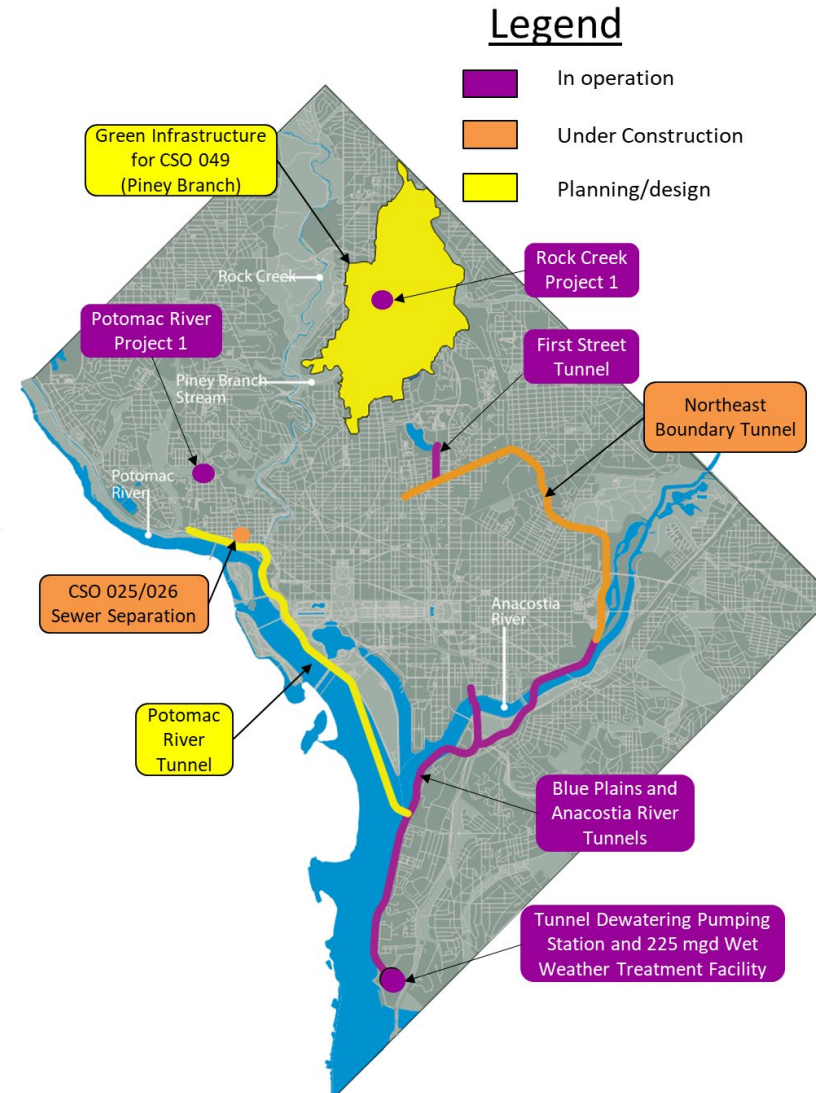 Legend
In operation
Under Construction
Planning/design
Green Infrastructure
for CSO 049
(Piney Branch)
Rock Creek
Rock Creek
Project 1
Potomac River
Project 1
First Street
Tunnel
Piney Branch
Stream
Northeast
Boundary Tunnel
Potomac
River
CSO 025/026
Sewer Separation
Anacostia
River
Potomac
River
Tunnel
Blue Plains and
Anacostia River
Tunnels
Tunnel Dewatering Pumping
Station and 225 mgd Wet
Weather Treatment Facility